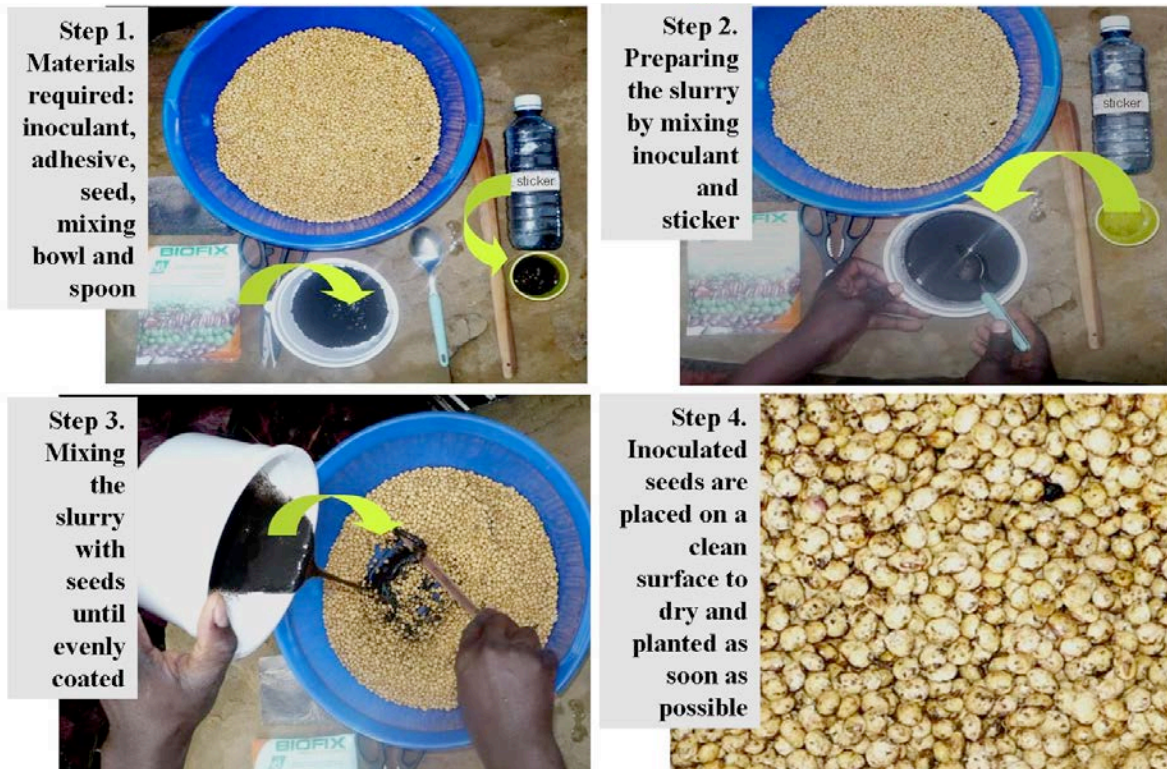 Step 1.
Materials
required:
inoculant,
adhesive,
seed,
mixing
bowl and
spoon
sticker
BIOFIX
Step 2.
Preparing
the slurry
by mixing
inoculant
and
sticker
sticker
BIOFIX
Step 3.
Mixing
the
slurry
with
seeds
until
evenly
coated
BIOFIX
Step 4.
Inoculated
seeds are
placed on a
clean
surface to
dry and
planted as
soon as
possible